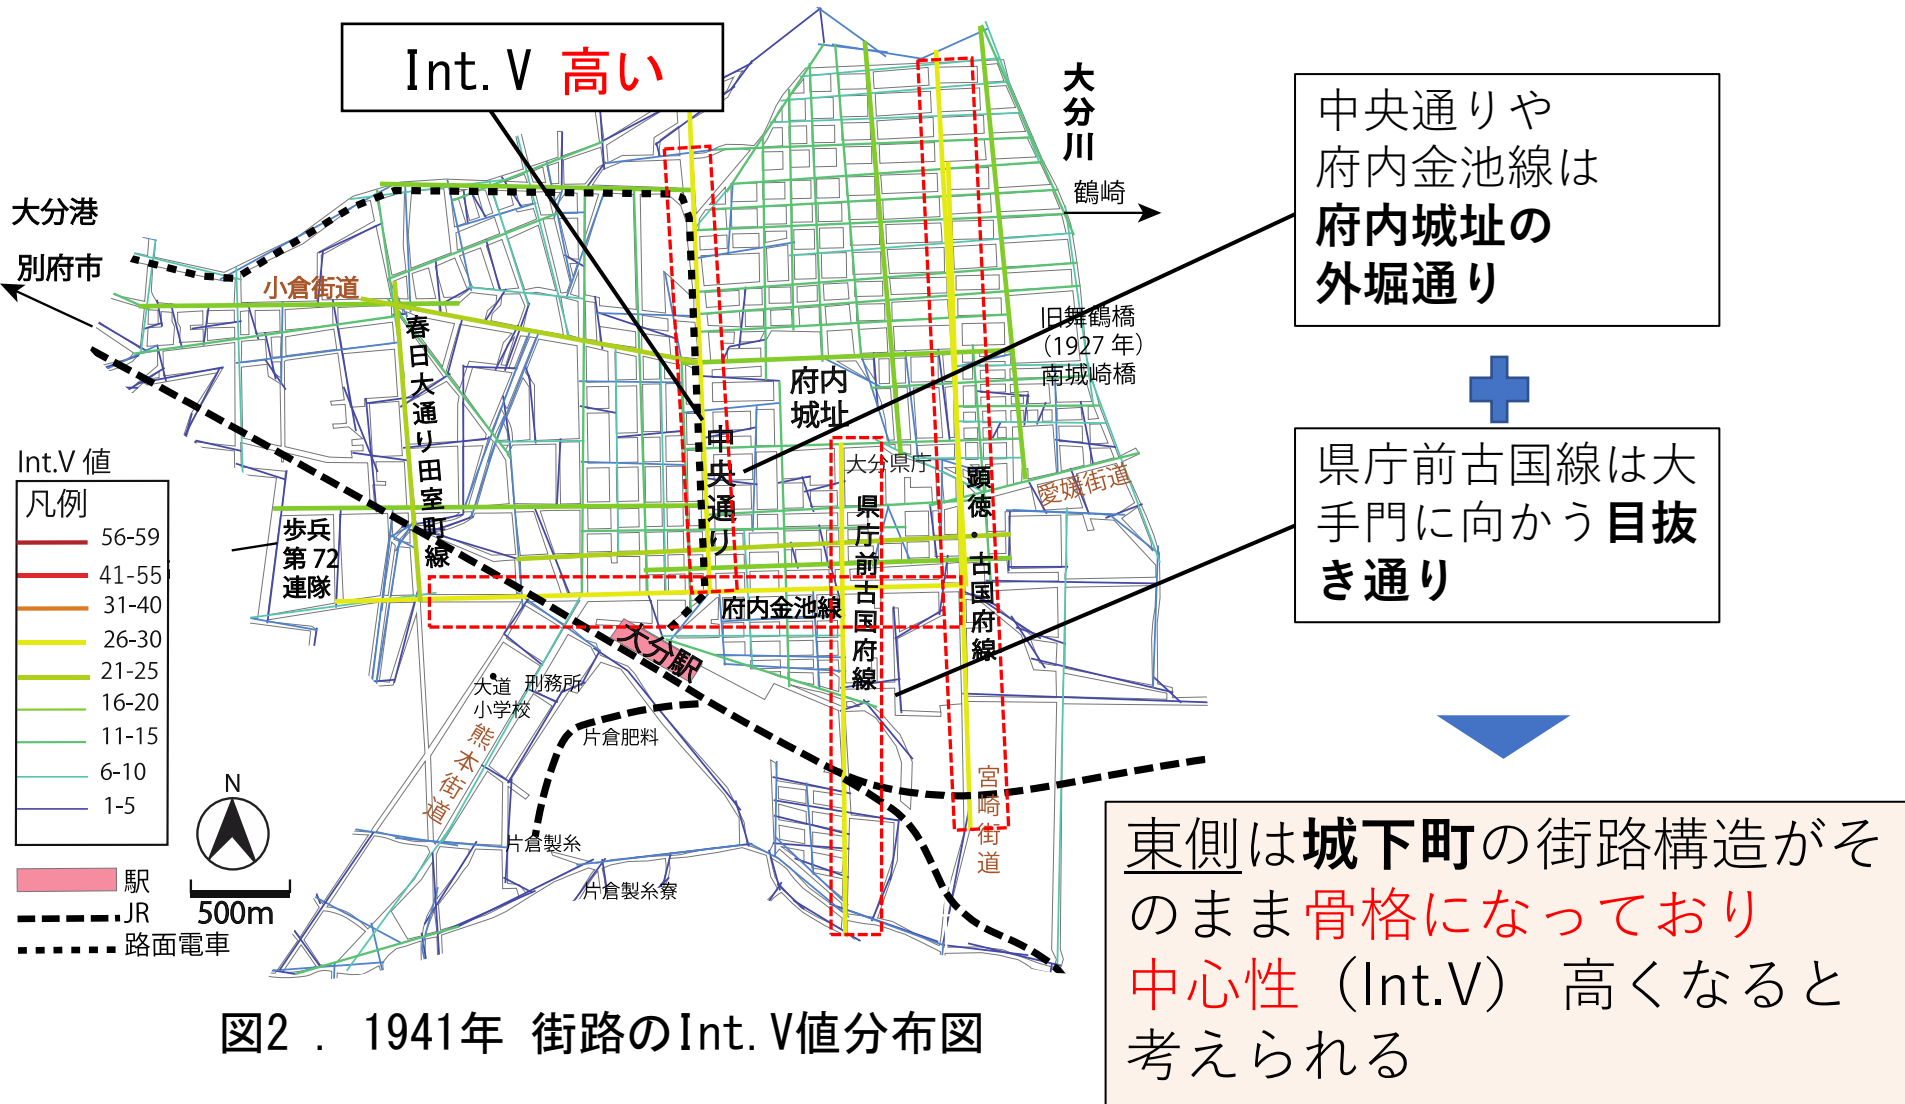 Int.V 高い
大分川
鶴崎
大分港
別府市
小倉街道
春日大通り田室町線
旧舞鶴橋
（1927 年）
南城崎橋
府内
城址
中央通り
大分県庁
県庁前古国府線
顕徳・古国府線
愛媛街道
歩兵
第 72
連隊
府内金池線
大分駅
大道
小学校
刑務所
片倉肥料
熊本街道
片倉製糸
片倉製糸寮
宮崎街道
Int.V 値
凡例
56-59
41-55
31-40
26-30
21-25
16-20
11-15
6-10
1-5
駅
JR
路面電車
N
500m
図2 . 1941年 街路のInt.V値分布図
中央通りや
府内金池線は
府内城址の
外堀通り
県庁前古国線は大
手門に向かう目抜
き通り
東側は城下町の街路構造がそ
のまま骨格になっており
中心性（Int.V） 高くなると
考えられる